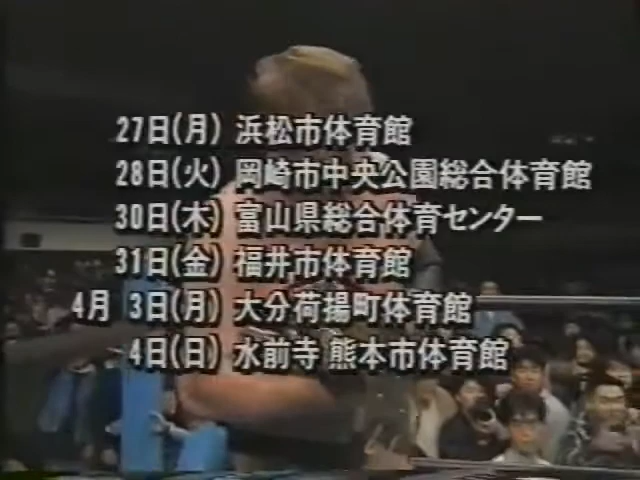 27日(月) 浜松市体育館
28日(火) 岡崎市中央公園総合体育館
30日(木) 富山県総合体育センター
31日(金) 福井市体育館
4月 3日(月) 大分荷揚町体育館
4日(日) 水前寺 熊本市体育館